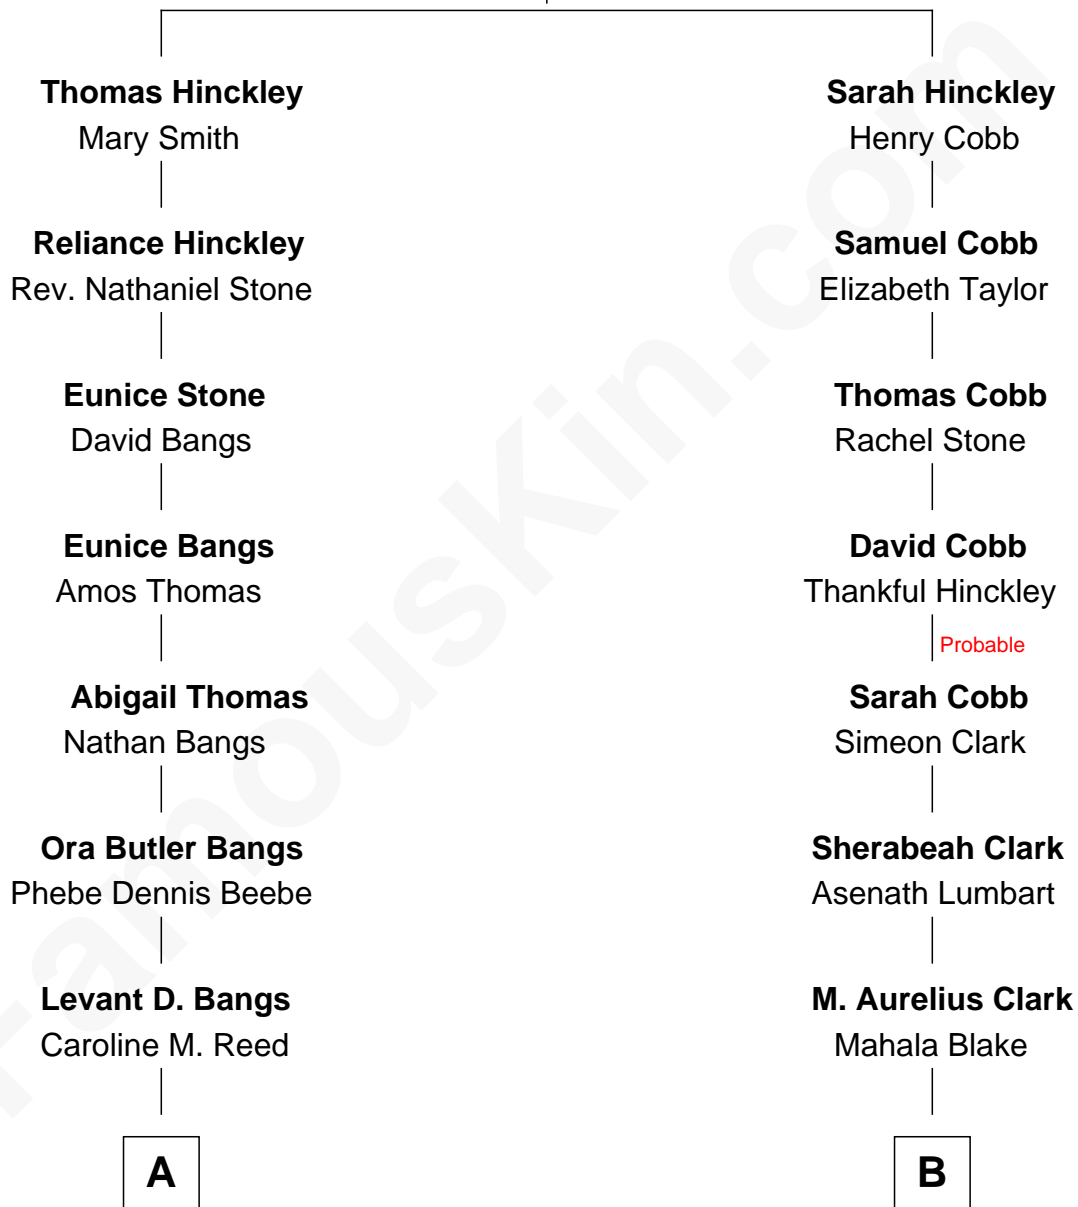 Thomas Hinckley
Mary Smith
Reliance Hinckley
Rev. Nathaniel Stone
Eunice Stone
David Bangs
Eunice Bangs
Amos Thomas
Abigail Thomas
Nathan Bangs
Ora Butler Bangs
Phebe Dennis Beebe
Levant D. Bangs
Caroline M. Reed
A
Sarah Hinckley
Henry Cobb
Samuel Cobb
Elizabeth Taylor
Thomas Cobb
Rachel Stone
David Cobb
Thankful Hinckley
Probable
Sarah Cobb
Simeon Clark
Sherabeah Clark
Asenath Lumbart
M. Aurelius Clark
Mahala Blake
B
FamousKin.com